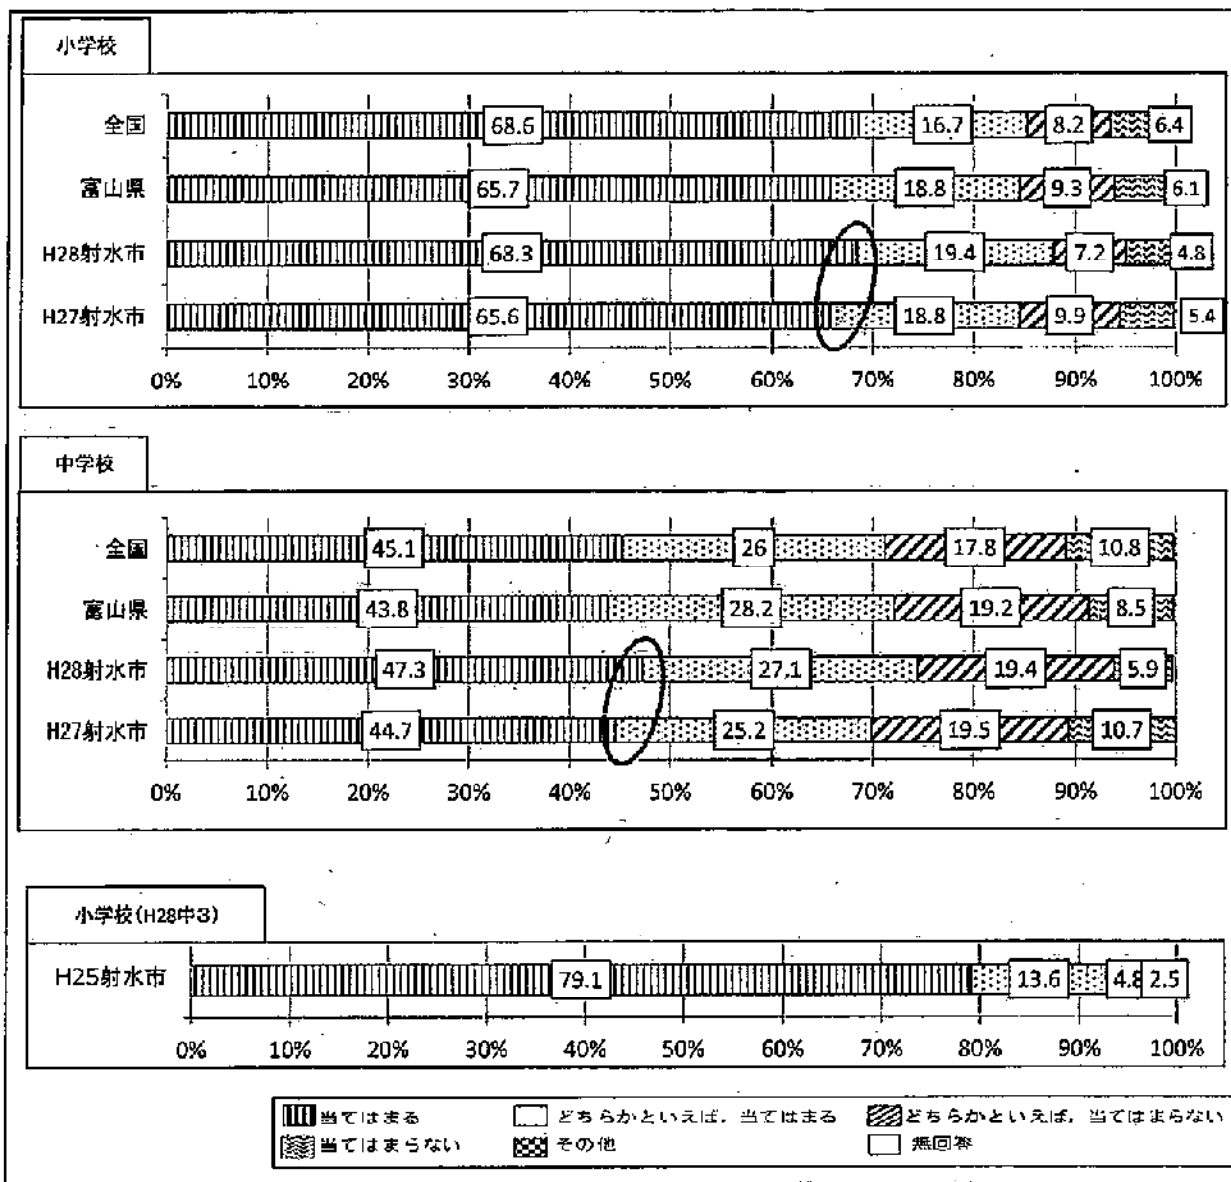 小学校
全国 68.6 16.7 8.2 6.4
富山県 65.7 18.8 9.3 6.1
H28射水市 68.3 19.4 7.2 4.8
H27射水市 65.6 18.8 9.9 5.4
0% 10% 20% 30% 40% 50% 60% 70% 80% 90% 100%
中学校
全国 45.1 26 17.8 10.8
富山県 43.8 28.2 19.2 8.5
H28射水市 47.3 27.1 19.4 5.9
H27射水市 44.7 25.2 19.5 10.7
0% 10% 20% 30% 40% 50% 60% 70% 80% 90% 100%
小学校(H28中3)
H25射水市 79.1 13.6 4.8 2.5
0% 10% 20% 30% 40% 50% 60% 70% 80% 90% 100%
当てはまる どちらかといえば,当てはまる どちらかといえば,当てはまらない
当てはまらない その他 無回答